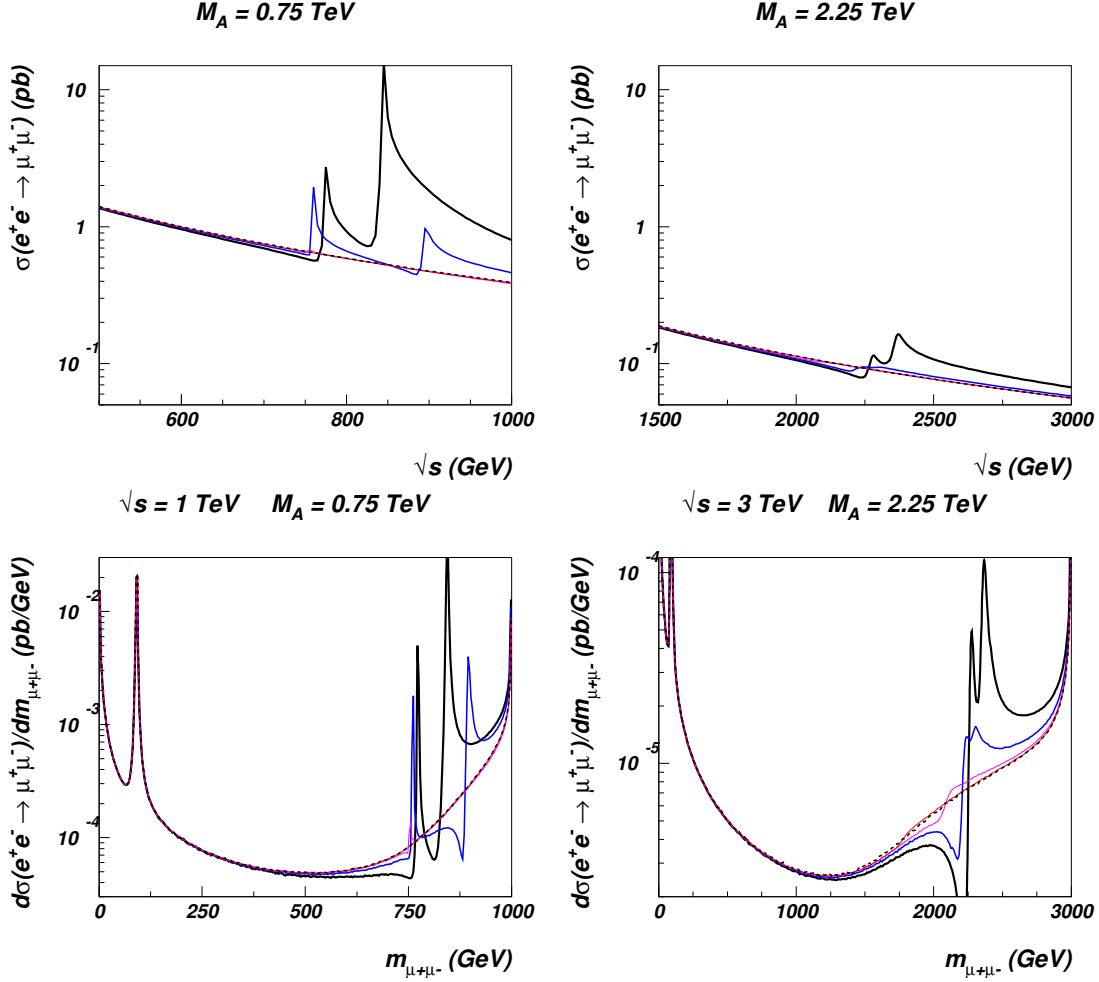 M_A = 0.75 TeV
σ(e⁺e⁻ → μ⁺μ⁻) (pb)
10
1
10⁻¹
600 800 1000
√s (GeV)
M_A = 2.25 TeV
σ(e⁺e⁻ → μ⁺μ⁻) (pb)
10
1
10⁻¹
1500 2000 2500 3000
√s (GeV)
√s = 1 TeV M_A = 0.75 TeV
dσ(e⁺e⁻ → μ⁺μ⁻)/dm_μ+μ- (pb/GeV)
10⁻²
10⁻³
10⁻⁴
0 250 500 750 1000
m_μ+μ- (GeV)
√s = 3 TeV M_A = 2.25 TeV
dσ(e⁺e⁻ → μ⁺μ⁻)/dm_μ+μ- (pb/GeV)
10⁻⁴
10⁻⁵
0 1000 2000 3000
m_μ+μ- (GeV)